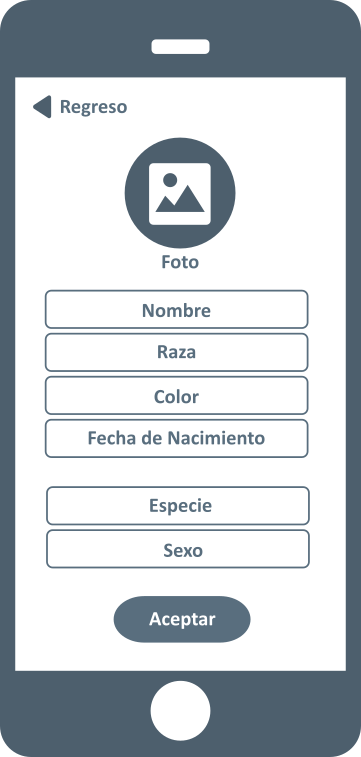 Regreso
Foto
Nombre
Raza
Color
Fecha de Nacimiento
Especie
Sexo
Aceptar